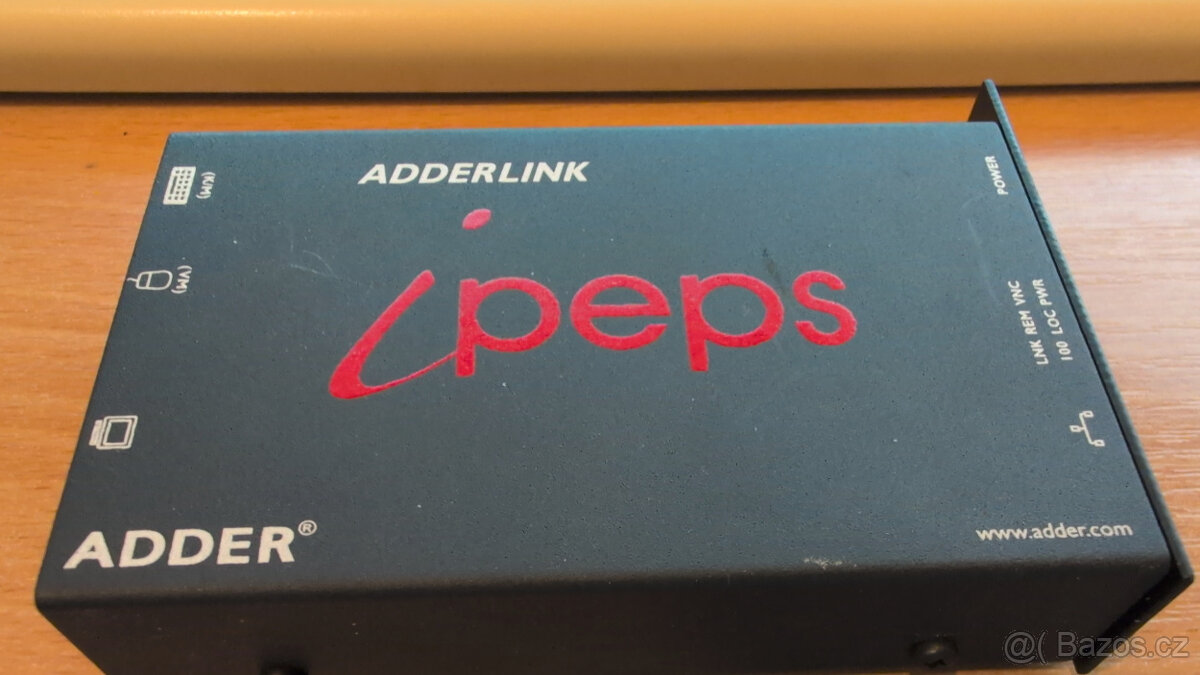 ADDERLINK
ipeps
(K/M)
(V/M)
POWER
LNK REM VNC
100 LOC PWR
ADDER®
www.adder.com
@( Bazos.cz